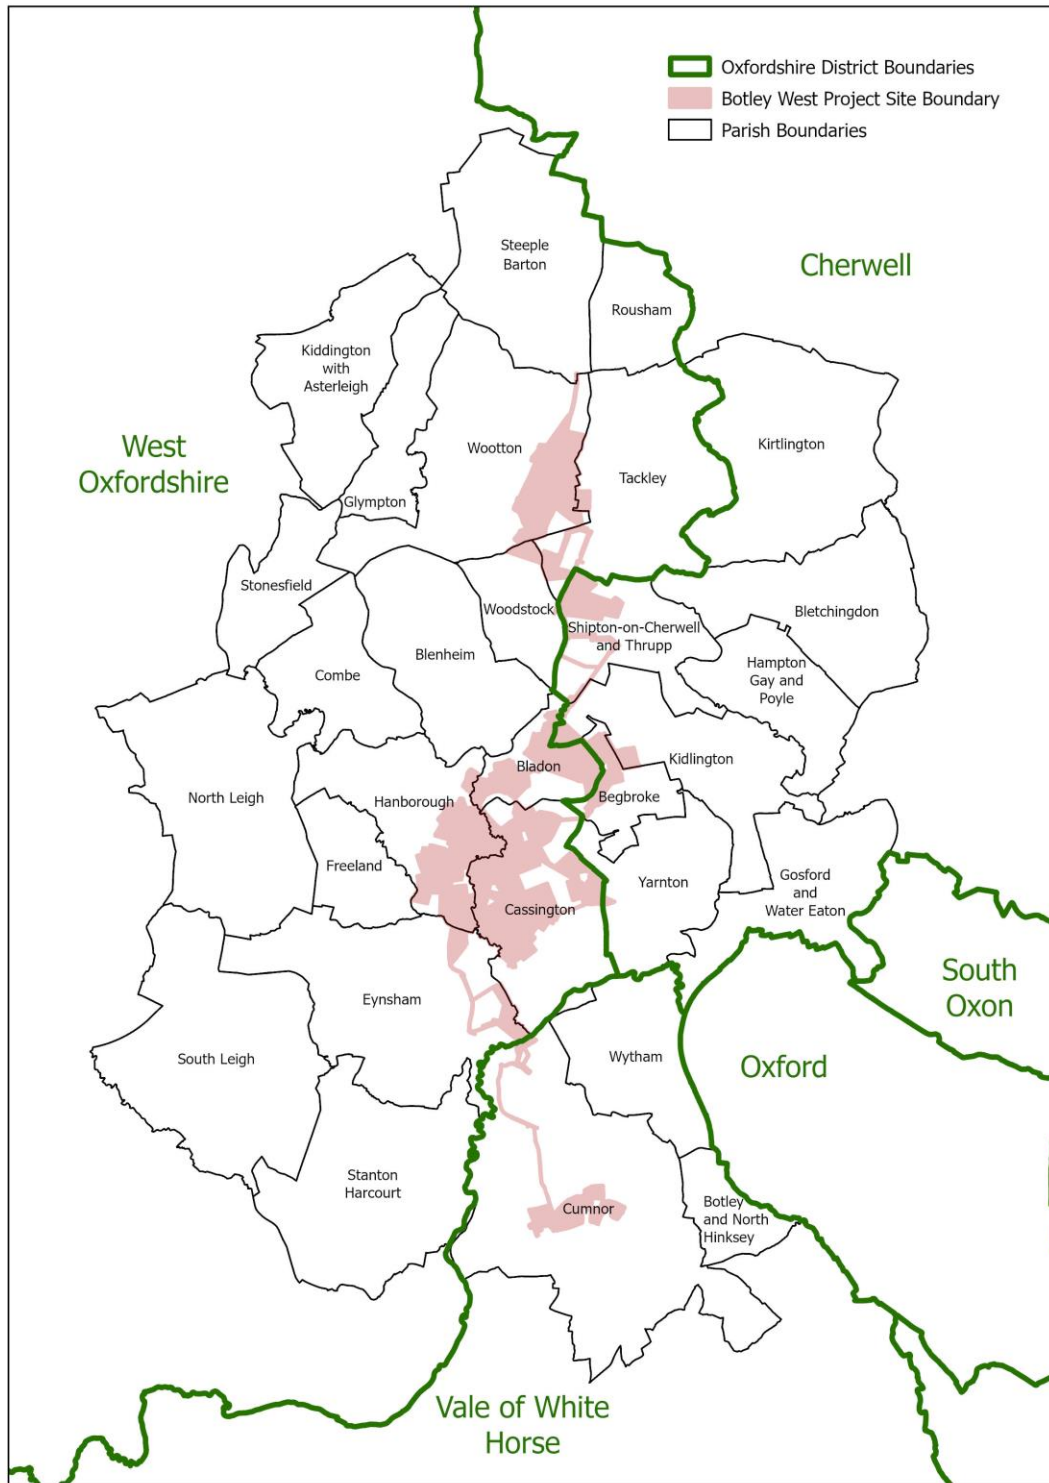 Oxfordshire District Boundaries
Botley West Project Site Boundary
Parish Boundaries
Steeple
Barton
Cherwell
Rousham
Kiddington
with
Asterleigh
West
Oxfordshire
Wootton
Kirtlington
Tackley
Glympton
Stonesfield
Woodstock
Bletchingdon
Shipton-on-Cherwell
and Thrupp
Blenheim
Hampton
Gay and
Poyle
Combe
Kidlington
Bladon
North Leigh
Hanborough
Begbroke
Freeland
Yarnton
Gosford
and
Water Eaton
Cassington
South
Oxon
Eynsham
South Leigh
Wytham
Oxford
Stanton
Harcourt
Cumnor
Botley
and North
Hinksey
Vale of White
Horse